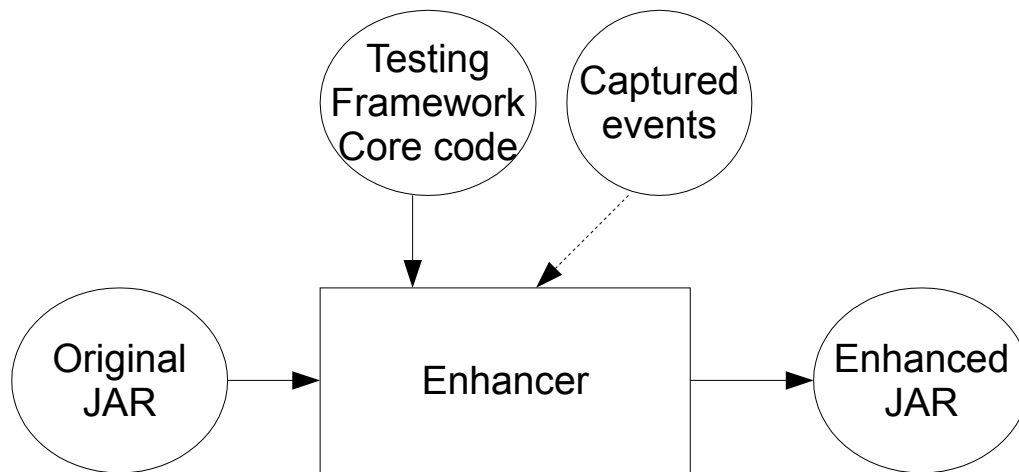 Testing
Framework
Core code
Captured
events
Original
JAR
Enhancer
Enhanced
JAR